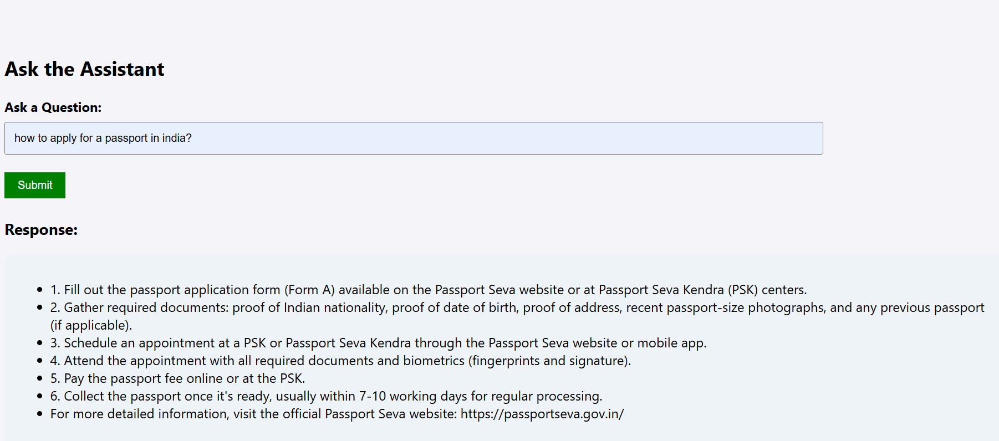 Ask the Assistant
Ask a Question:
how to apply for a passport in india?
Submit
Response:
• 1. Fill out the passport application form (Form A) available on the Passport Seva website or at Passport Seva Kendra (PSK) centers.
• 2. Gather required documents: proof of Indian nationality, proof of date of birth, proof of address, recent passport-size photographs, and any previous passport
(if applicable).
• 3. Schedule an appointment at a PSK or Passport Seva Kendra through the Passport Seva website or mobile app.
• 4. Attend the appointment with all required documents and biometrics (fingerprints and signature).
• 5. Pay the passport fee online or at the PSK.
• 6. Collect the passport once it's ready, usually within 7-10 working days for regular processing.
• For more detailed information, visit the official Passport Seva website: https://passportseva.gov.in/